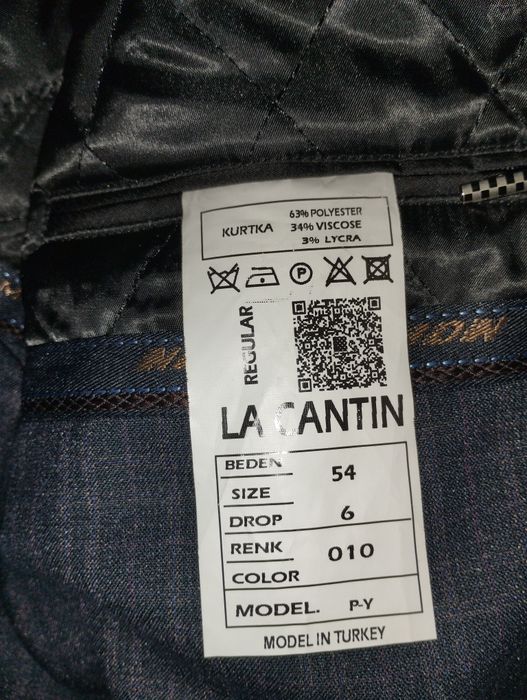 63% POLYESTER
KURTKA 34% VISCOSE
3% LYCRA
P
REGULAR
LA CANTIN
BEDEN 54
SIZE
DROP 6
RENK 010
COLOR
MODEL. P-Y
MODEL IN TURKEY